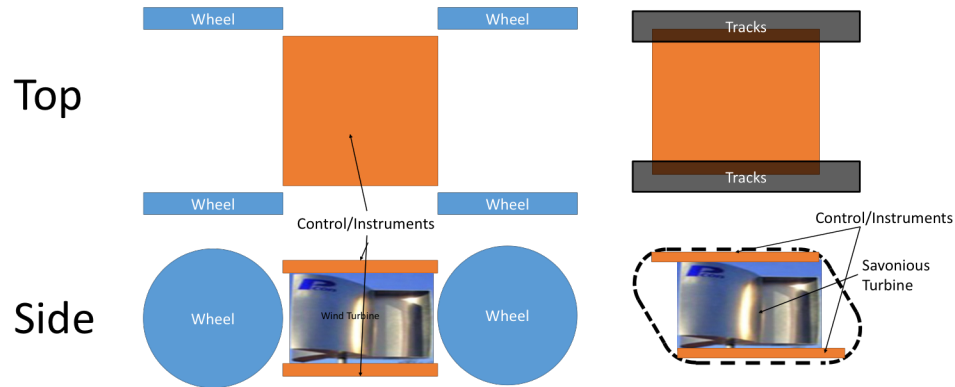 Wheel
Wheel
Tracks
Top
Wheel
Wheel
Tracks
Control/Instruments
Control/Instruments
Savonious
Turbine
Side
Wheel
Wind Turbine
Wheel